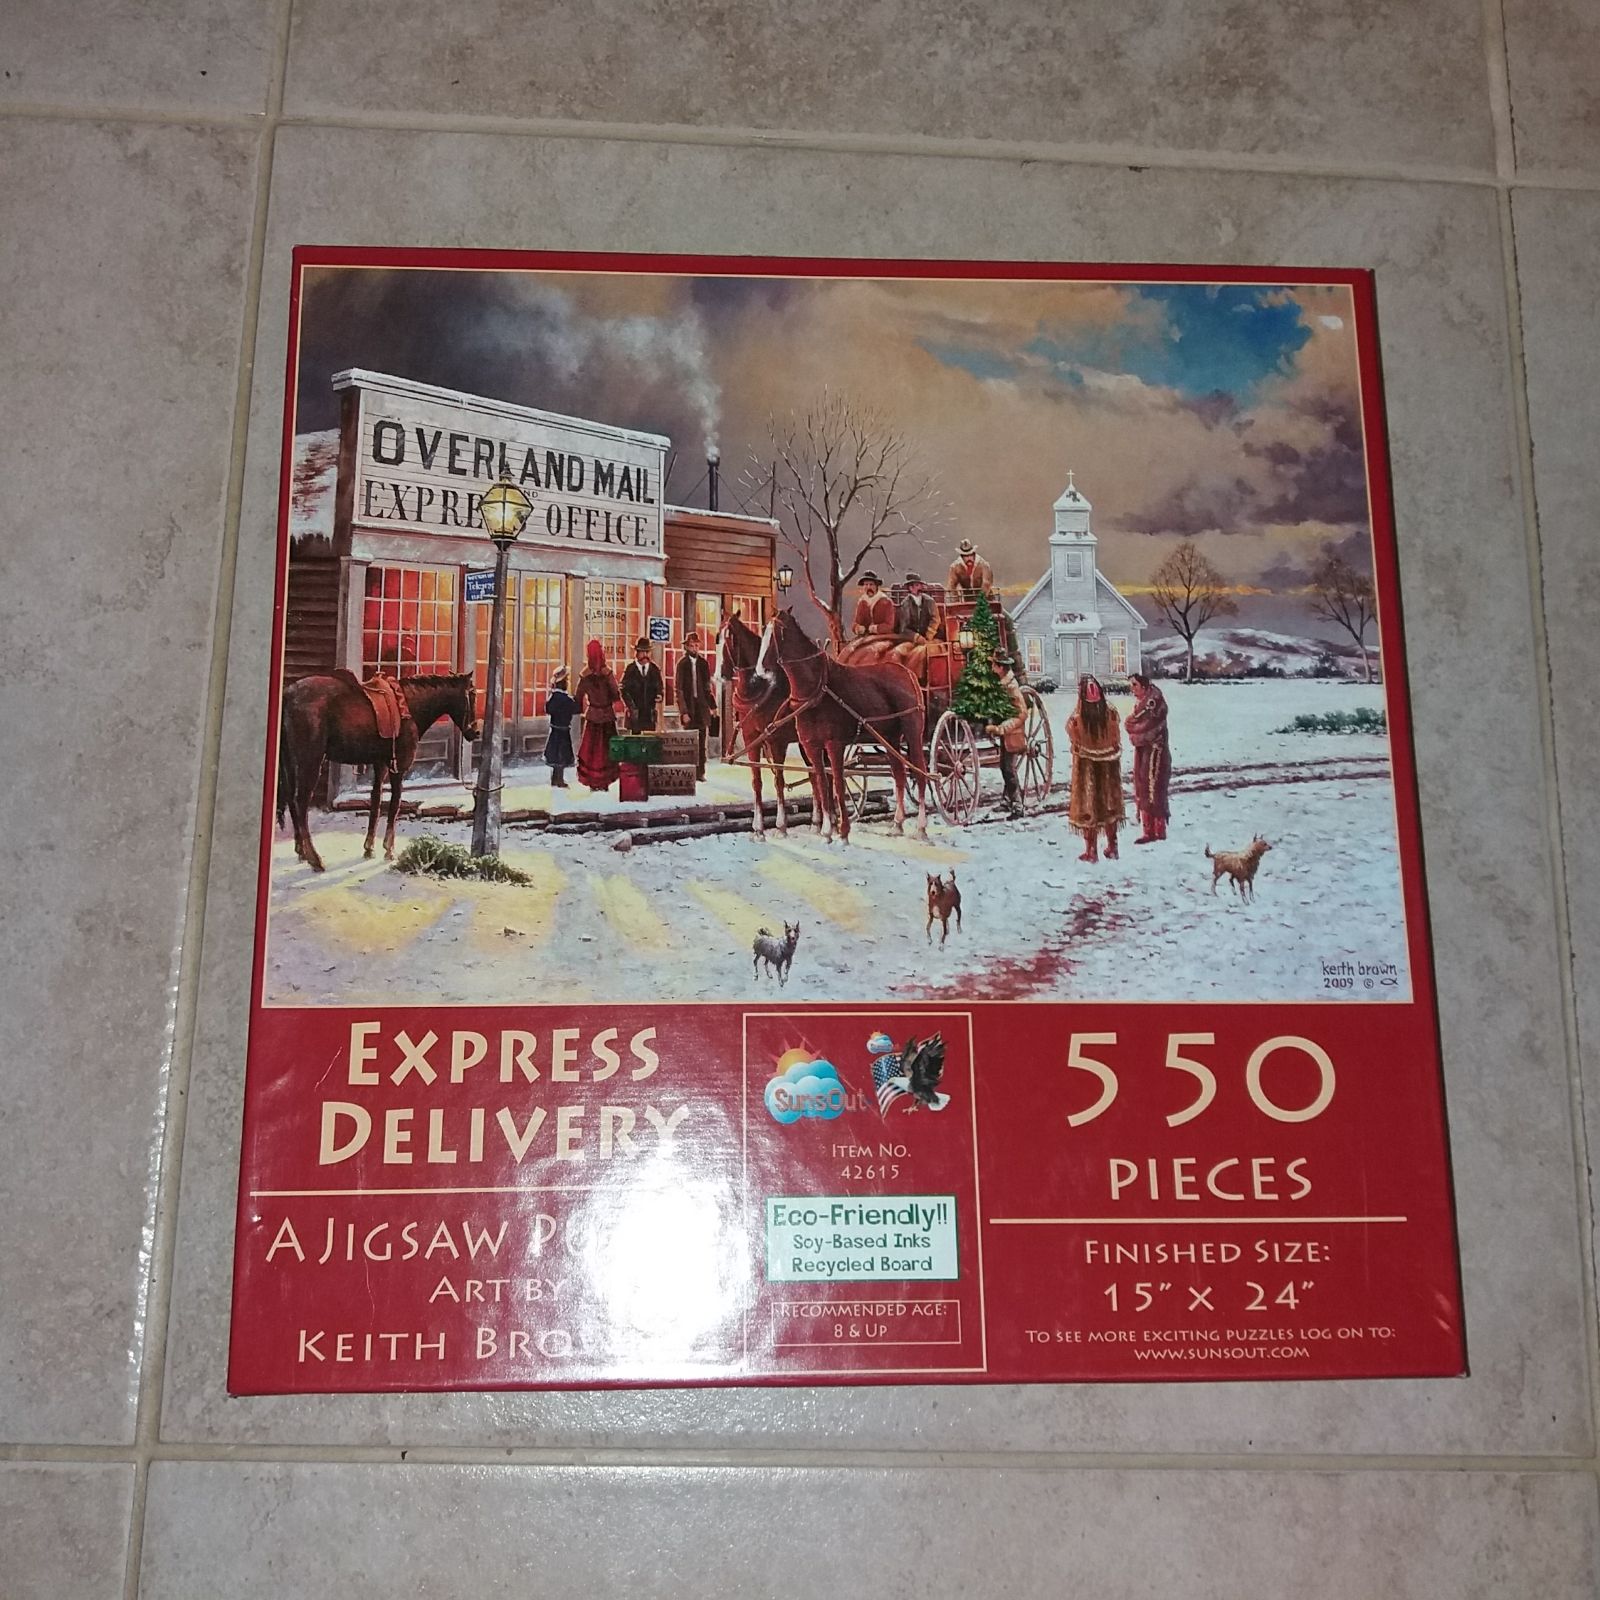 OVERLAND MAIL
EXPRE OFFICE.
Telegraph
keith brown
2009 ©
EXPRESS
DELIVERY
A JIGSAW
ART BY
KEITH
SunsOut
ITEM NO.
42615
Eco-Friendly!!
Soy-Based Inks
Recycled Board
RECOMMENDED AGE:
8 & UP
550
PIECES
FINISHED SIZE:
15" X 24"
TO SEE MORE EXCITING PUZZLES LOG ON TO:
WWW.SUNSOUT.COM